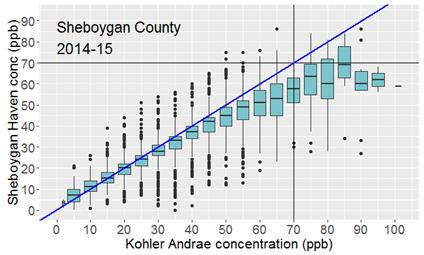 Sheboygan County
2014-15
Sheboygan Haven conc (ppb)
90
80
70
60
50
40
30
20
10
0
0 10 20 30 40 50 60 70 80 90 100
Kohler Andrae concentration (ppb)